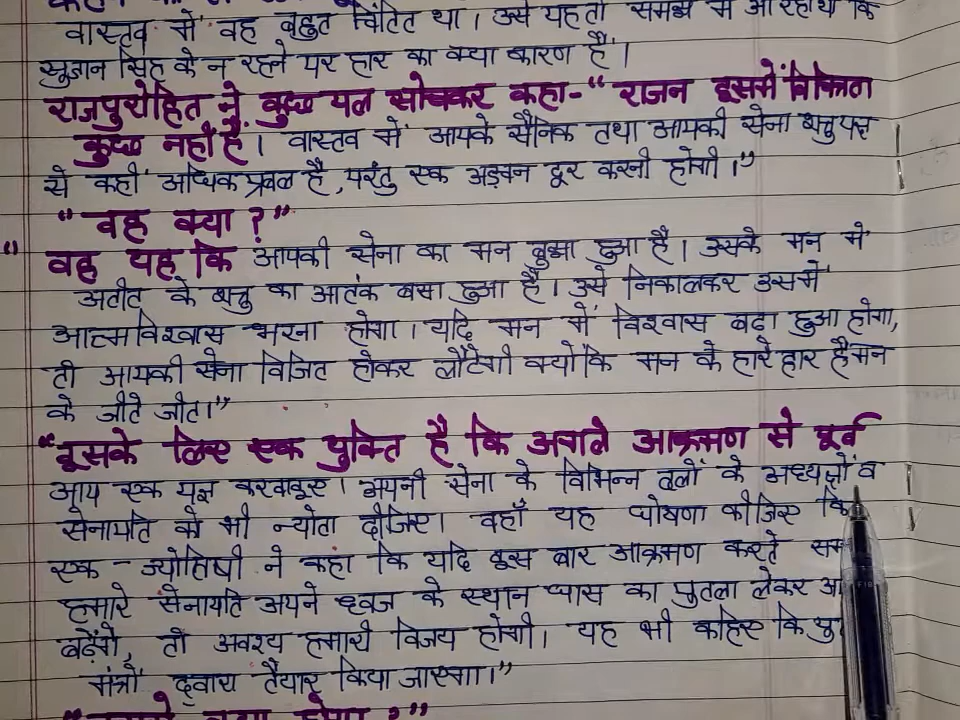 वास्तव में वह बहुत चिंतित था। उसे यह तो समझ में आ रहा था कि
सुजान सिंह के न रहने पर हार का क्या कारण है।
राजपुरोहित ने कुछ पल सोचकर कहा-"राजन इसमें विचित्र
कुछ नहीं है। वास्तव में आपके सैनिक तथा आपकी सेना शत्रुपक्ष
से कहीं अधिक प्रबल है, परंतु एक अड़चन दूर करनी होगी।"
"वह क्या?"
"वह यह कि आपकी सेना का मन बुझा हुआ है। उसके मन में
अतीत के शत्रु का आतंक बसा हुआ है। उसे निकालकर उसमें
आत्मविश्वास भरना होगा। यदि मन में विश्वास बढ़ा हुआ होगा,
तो आपकी सेना विजित होकर लौटेगी क्योंकि मन के हारे हार है मन
के जीते जीत।"
"इसके लिए एक युक्ति है कि अगले आक्रमण से पूर्व
आप एक यज्ञ करवाइए। अपनी सेना के विभिन्न दलों के अध्यक्षों व
सेनापति को भी न्योता दीजिए। वहाँ यह घोषणा कीजिए कि
एक - ज्योतिषी ने कहा कि यदि इस बार आक्रमण करते
हमारे सेनापति अपने ध्वज के स्थान घास का पुतला लेकर
बढ़ेंगे, तो अवश्य हमारी विजय होगी। यह भी कहिए कि
मंत्रों द्वारा तैयार किया जाएगा।"